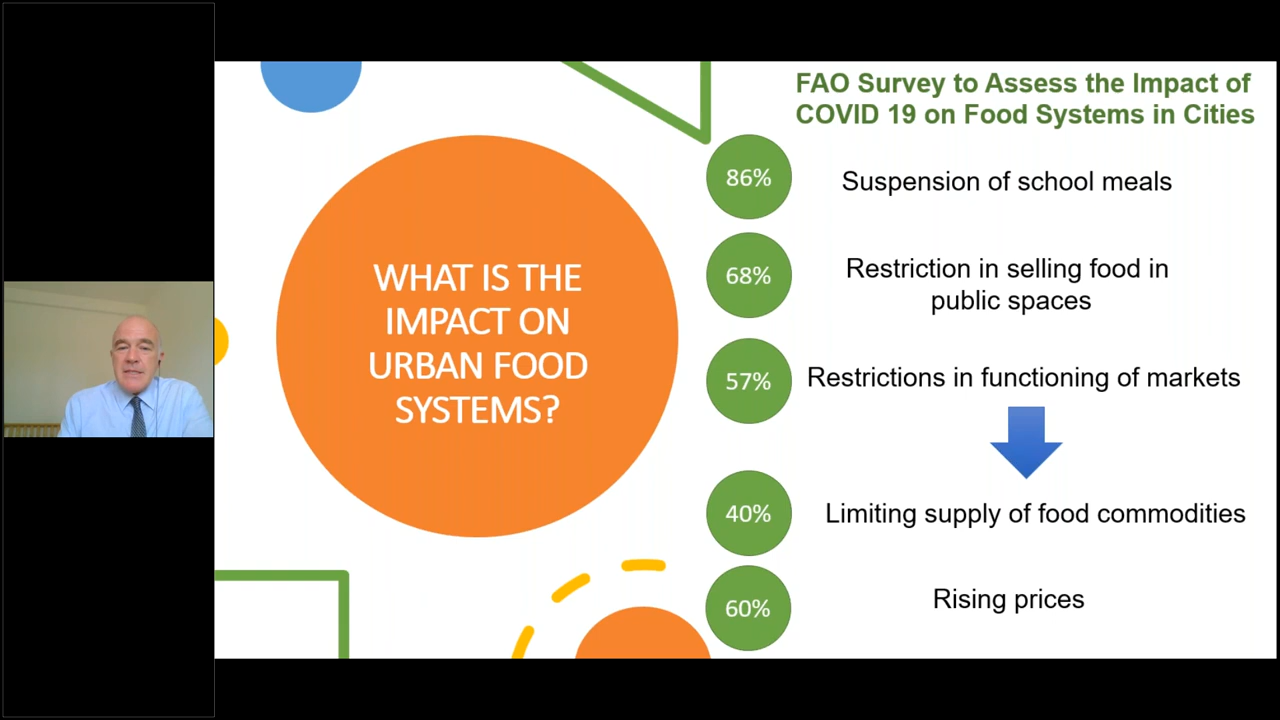 FAO Survey to Assess the Impact of
COVID 19 on Food Systems in Cities
WHAT IS THE
IMPACT ON
URBAN FOOD
SYSTEMS?
86%
Suspension of school meals
68%
Restriction in selling food in
public spaces
57%
Restrictions in functioning of markets
40%
Limiting supply of food commodities
60%
Rising prices